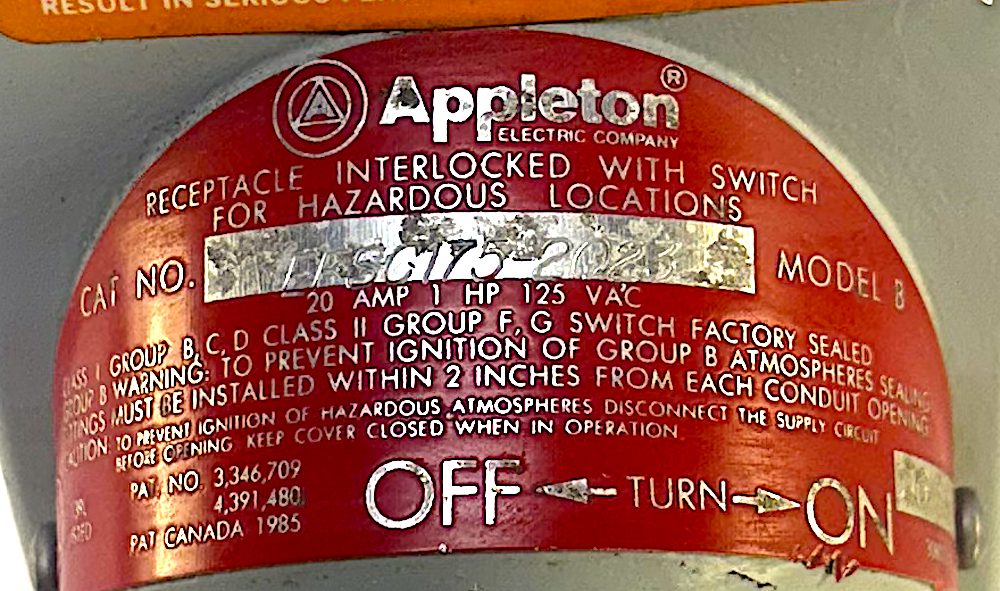 RESULT IN SERIOUS
Appleton®
ELECTRIC COMPANY
RECEPTACLE INTERLOCKED WITH SWITCH
FOR HAZARDOUS LOCATIONS
CAT NO. MODEL B
20 AMP 1 HP 125 VAC
CLASS I GROUP B, C, D CLASS II GROUP F, G SWITCH FACTORY SEALED
GROUP B WARNING: TO PREVENT IGNITION OF GROUP B ATMOSPHERES SEALING
FITTINGS MUST BE INSTALLED WITHIN 2 INCHES FROM EACH CONDUIT OPENING
CAUTION: TO PREVENT IGNITION OF HAZARDOUS ATMOSPHERES DISCONNECT THE SUPPLY CIRCUIT
BEFORE OPENING. KEEP COVER CLOSED WHEN IN OPERATION
PAT. NO. 3,346,709
4,391,480
PAT CANADA 1985
OFF ← TURN → ON